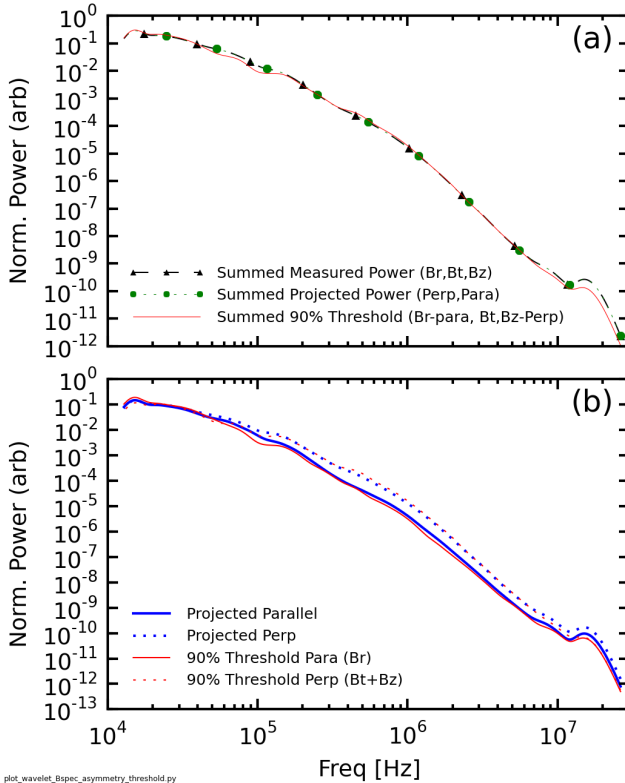 10^0
(a)
10^-1
10^-2
10^-3
10^-4
10^-5
10^-6
10^-7
10^-8
10^-9
10^-10
10^-11
10^-12
Norm. Power (arb)
Summed Measured Power (Br,Bt,Bz)
Summed Projected Power (Perp,Para)
Summed 90% Threshold (Br-para, Bt,Bz-Perp)
10^0
(b)
10^-1
10^-2
10^-3
10^-4
10^-5
10^-6
10^-7
10^-8
10^-9
10^-10
10^-11
10^-12
10^-13
Norm. Power (arb)
Projected Parallel
Projected Perp
90% Threshold Para (Br)
90% Threshold Perp (Bt+Bz)
10^4 10^5 10^6 10^7
Freq [Hz]
plot_wavelet_Bspec_asymmetry_threshold.py